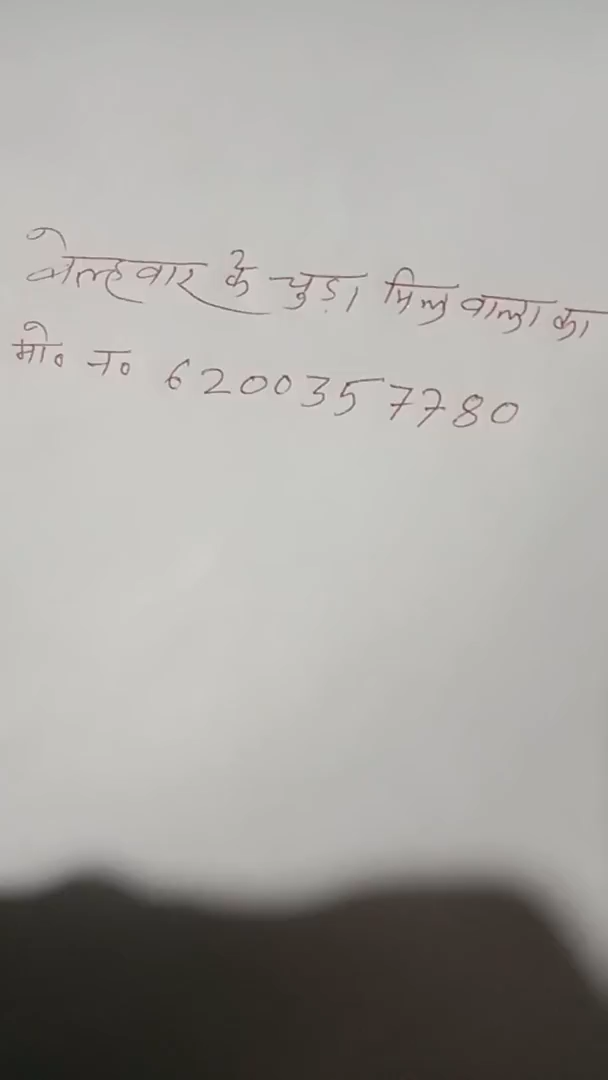 बेल्हवार के चुड़ा मिल वाला का
मो० न० 6200357780